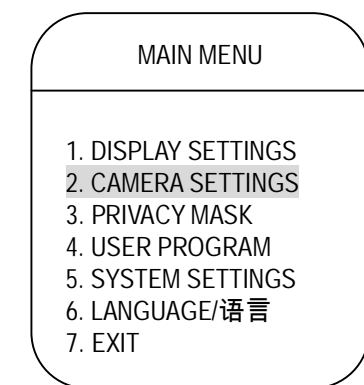 MAIN MENU
1. DISPLAY SETTINGS
2. CAMERA SETTINGS
3. PRIVACY MASK
4. USER PROGRAM
5. SYSTEM SETTINGS
6. LANGUAGE/语言
7. EXIT